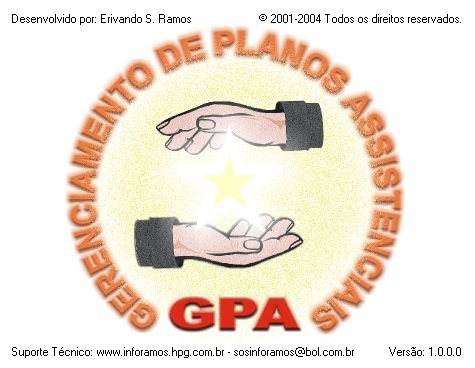 Desenvolvido por: Erivando S. Ramos
© 2001-2004 Todos os direitos reservados.
GERENCIAMENTO DE PLANOS ASSISTENCIAIS
GPA
Suporte Técnico: www.inforamos.hpg.com.br - sosinforamos@bol.com.br
Versão: 1.0.0.0